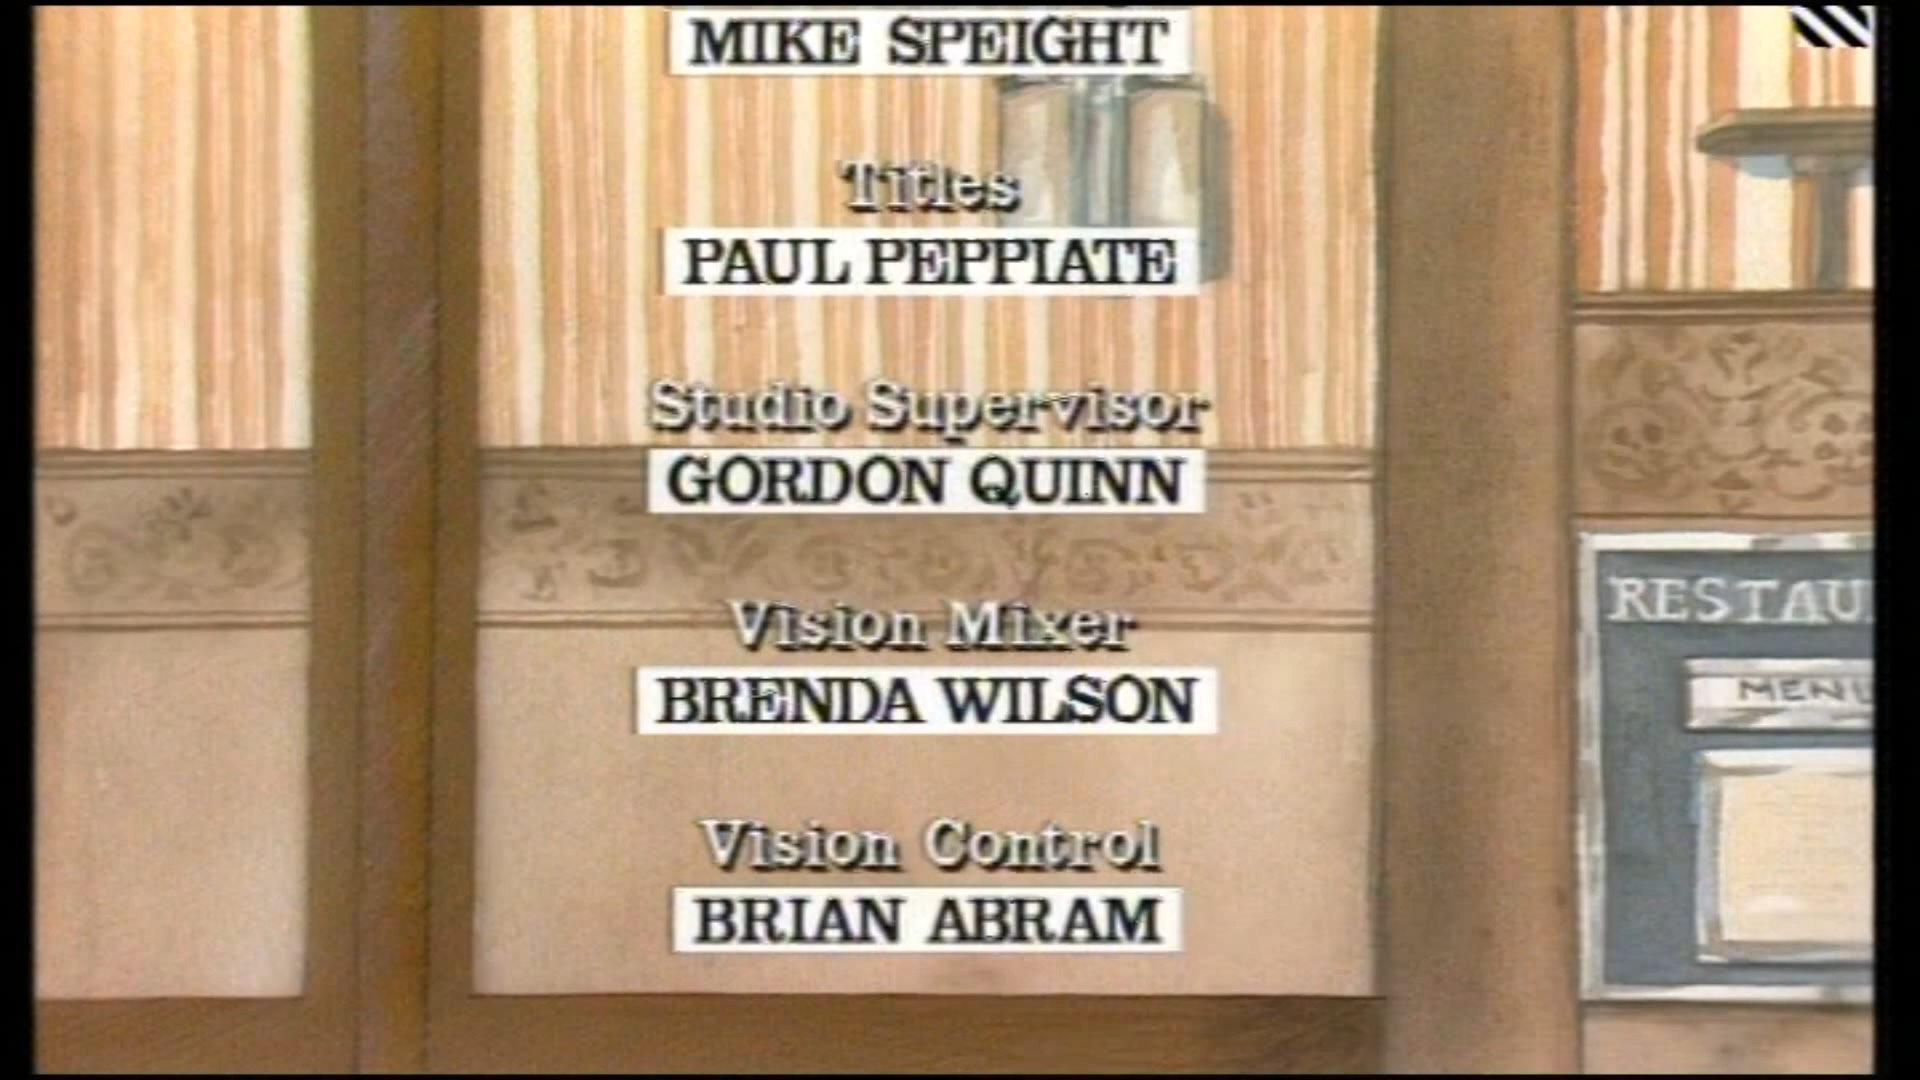 MIKE SPEIGHT
Titles
PAUL PEPPIATE
Studio Supervisor
GORDON QUINN
RESTAU
Vision Mixer
MENU
BRENDA WILSON
Vision Control
BRIAN ABRAM